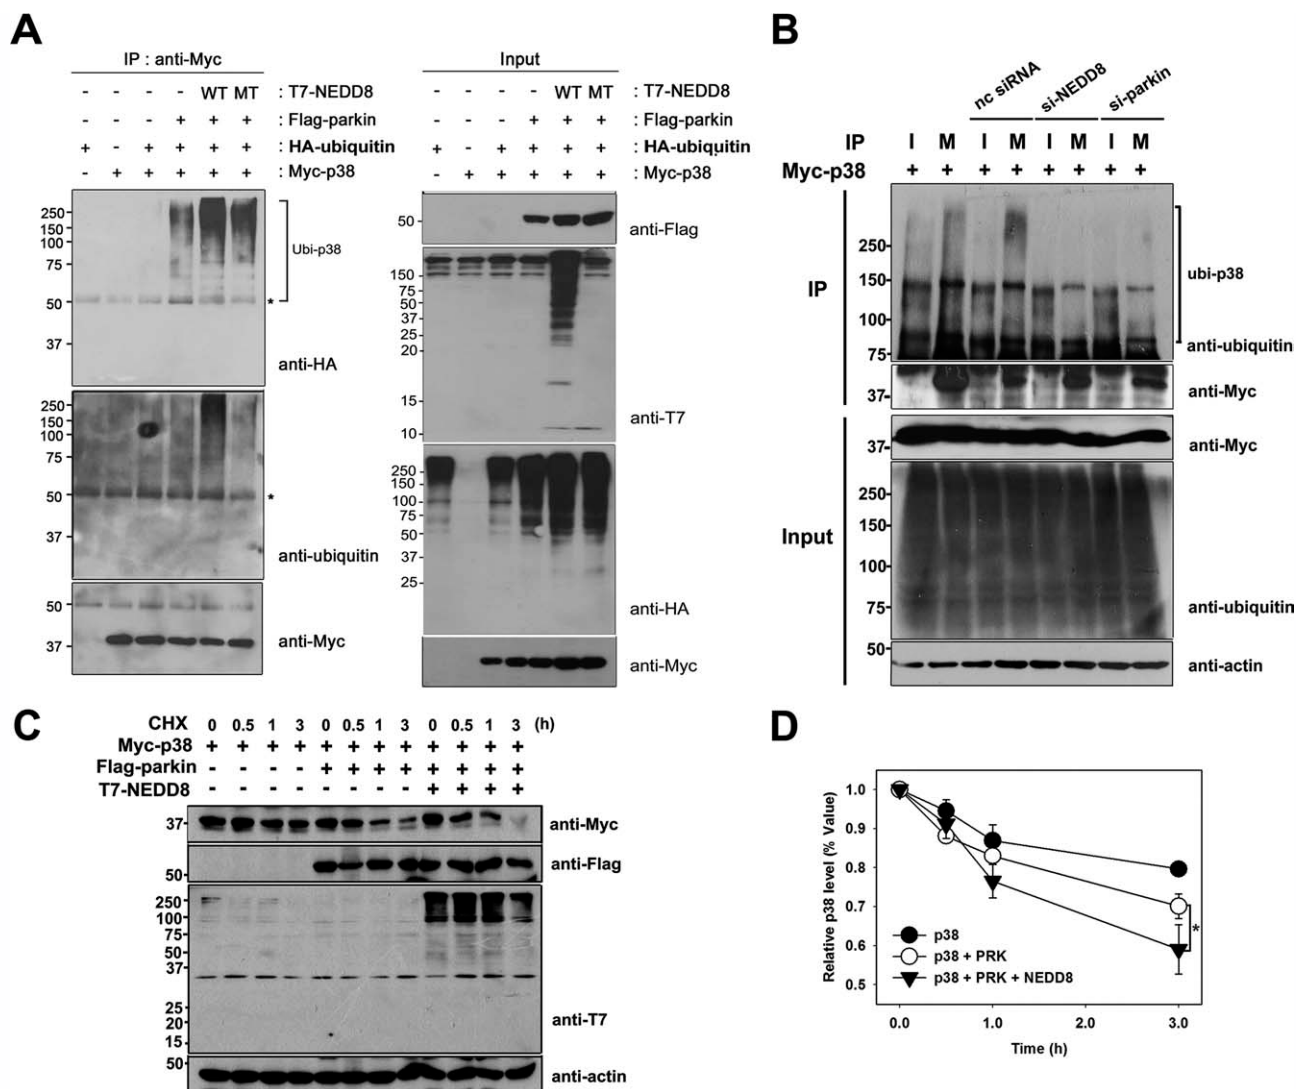 A
IP : anti-Myc
- - - - WT MT : T7-NEDD8
- - - + + + : Flag-parkin
+ - + + + + : HA-ubiquitin
- + + + + + : Myc-p38
250
150
100
75
50
37
Ubi-p38
*
anti-HA
250
150
100
75
50
37
*
anti-ubiquitin
50
37
anti-Myc
Input
- - - - WT MT : T7-NEDD8
- - - + + + : Flag-parkin
+ - + + + + : HA-ubiquitin
- + + + + + : Myc-p38
50
anti-Flag
150
50
37
25
20
15
10
anti-T7
250
150
100
75
50
37
25
anti-HA
anti-Myc
B
nc siRNA si-NEDD8 si-parkin
IP I M I M I M I M
Myc-p38 + + + + + + + +
IP
250
150
100
75
ubi-p38
anti-ubiquitin
37
anti-Myc
Input
37
anti-Myc
250
150
100
75
anti-ubiquitin
50
anti-actin
C
CHX 0 0.5 1 3 0 0.5 1 3 0 0.5 1 3 (h)
Myc-p38 + + + + + + + + + + + +
Flag-parkin - - - - + + + + + + + +
T7-NEDD8 - - - - - - - - + + + +
37
anti-Myc
50
anti-Flag
250
100
75
50
37
25
20
15
anti-T7
50
anti-actin
D
Relative p38 level (% Value)
1.0
0.9
0.8
0.7
0.6
0.5
*
p38
p38 + PRK
p38 + PRK + NEDD8
0.0 1.0 2.0 3.0
Time (h)